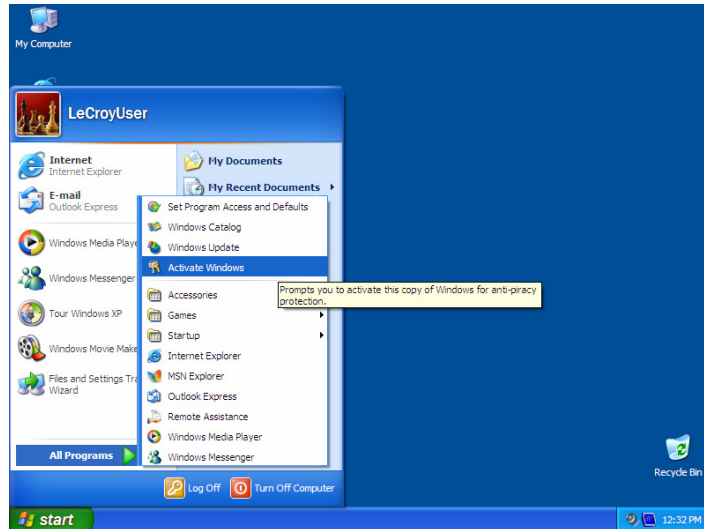 My Computer
LeCroyUser
Internet
Internet Explorer
E-mail
Outlook Express
Windows Media Playe
Windows Messenger
Tour Windows XP
Windows Movie Make
Files and Settings Tra
Wizard
All Programs
My Documents
My Recent Documents
Set Program Access and Defaults
Windows Catalog
Windows Update
Activate Windows
Prompts you to activate this copy of Windows for anti-piracy
protection.
Accessories
Games
Startup
Internet Explorer
MSN Explorer
Outlook Express
Remote Assistance
Windows Media Player
Windows Messenger
Log Off
Turn Off Computer
Recycle Bin
start
12:32 PM